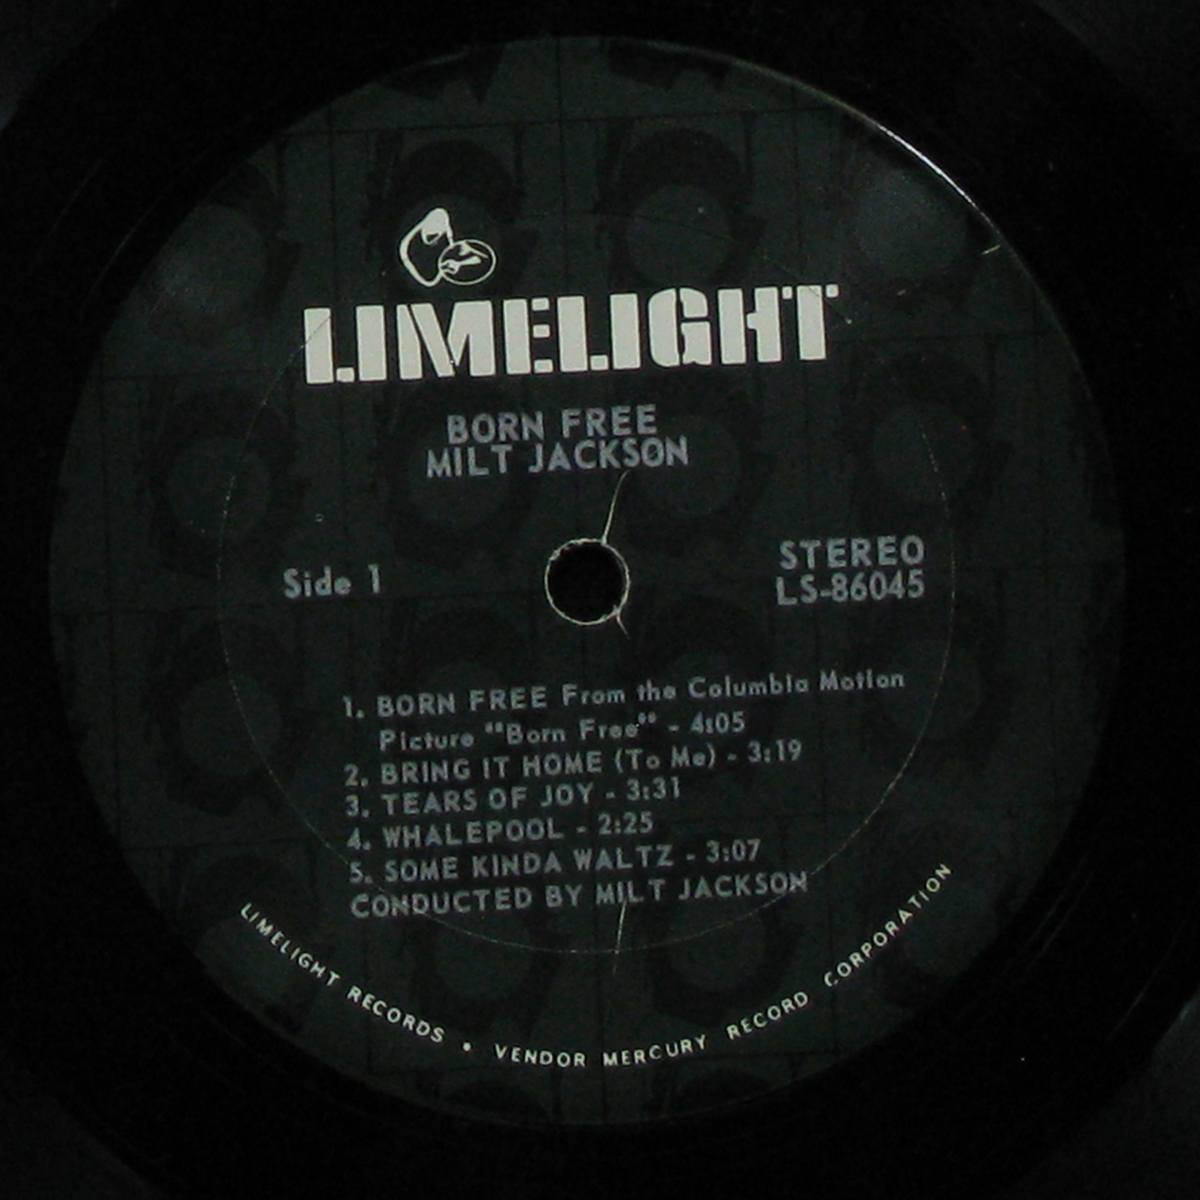 LIMELIGHT
BORN FREE
MILT JACKSON
Side 1
STEREO
LS-86045
1. BORN FREE From the Columbia Motion
Picture "Born Free" - 4:05
2. BRING IT HOME (To Me) - 3:19
3. TEARS OF JOY - 3:31
4. WHALEPOOL - 2:25
5. SOME KINDA WALTZ - 3:07
CONDUCTED BY MILT JACKSON
LIMELIGHT RECORDS • VENDOR MERCURY RECORD CORPORATION